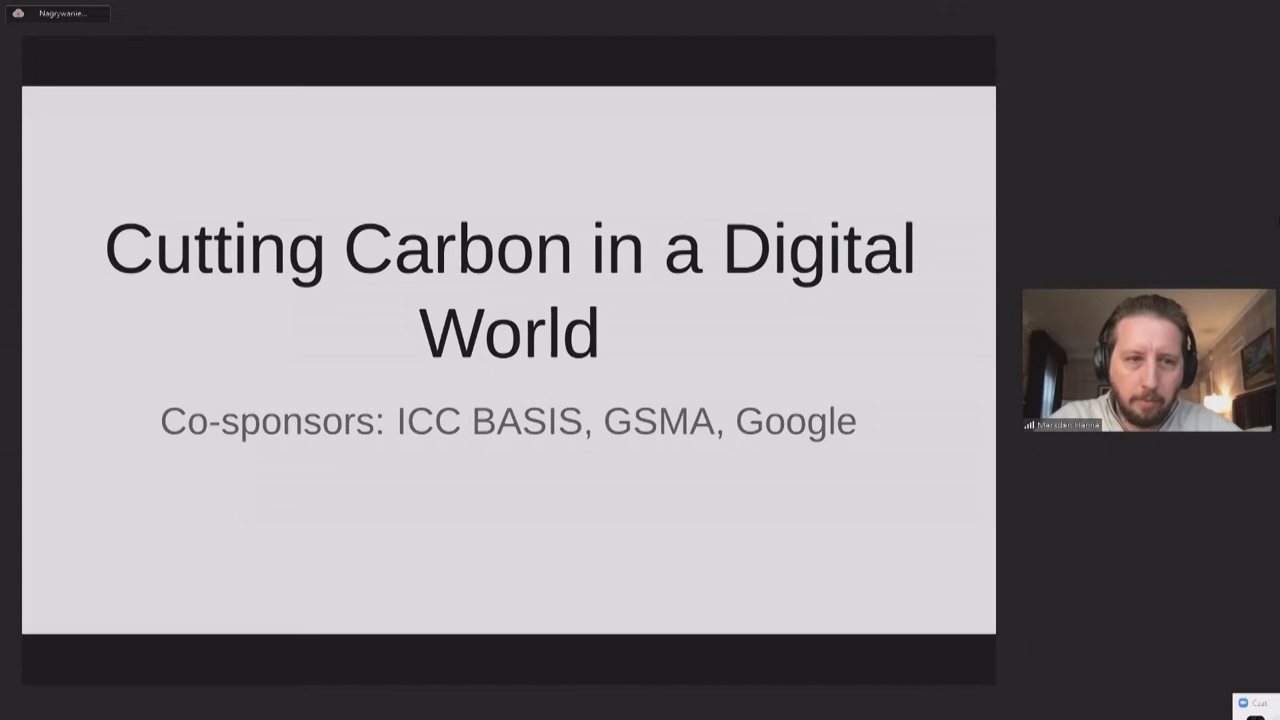 Nagrywanie...
Cutting Carbon in a Digital
World
Co-sponsors: ICC BASIS, GSMA, Google
Marsden Hanna
Czat